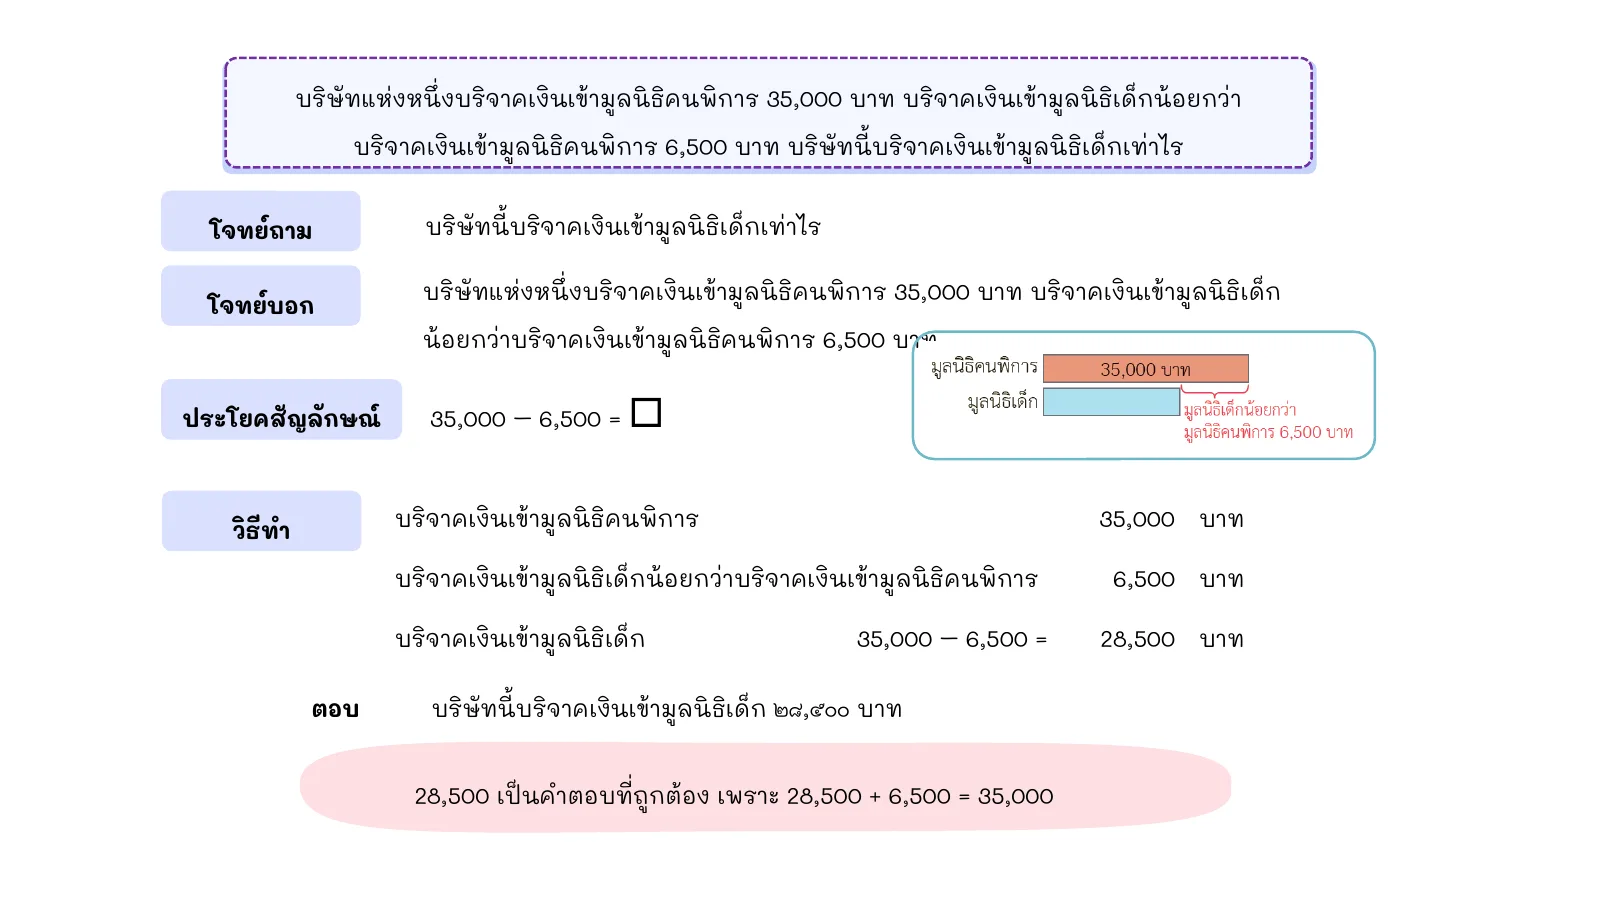 บริษัทแห่งหนึ่งบริจาคเงินเข้ามูลนิธิคนพิการ 35,000 บาท บริจาคเงินเข้ามูลนิธิเด็กน้อยกว่า
บริจาคเงินเข้ามูลนิธิคนพิการ 6,500 บาท บริษัทนี้บริจาคเงินเข้ามูลนิธิเด็กเท่าไร
โจทย์ถาม
บริษัทนี้บริจาคเงินเข้ามูลนิธิเด็กเท่าไร
โจทย์บอก
บริษัทแห่งหนึ่งบริจาคเงินเข้ามูลนิธิคนพิการ 35,000 บาท บริจาคเงินเข้ามูลนิธิเด็ก
น้อยกว่าบริจาคเงินเข้ามูลนิธิคนพิการ 6,500 บาท
มูลนิธิคนพิการ 35,000 บาท
มูลนิธิเด็ก
มูลนิธิเด็กน้อยกว่า
มูลนิธิคนพิการ 6,500 บาท
ประโยคสัญลักษณ์
35,000 – 6,500 = □
วิธีทำ
บริจาคเงินเข้ามูลนิธิคนพิการ 35,000 บาท
บริจาคเงินเข้ามูลนิธิเด็กน้อยกว่าบริจาคเงินเข้ามูลนิธิคนพิการ 6,500 บาท
บริจาคเงินเข้ามูลนิธิเด็ก 35,000 – 6,500 = 28,500 บาท
ตอบ บริษัทนี้บริจาคเงินเข้ามูลนิธิเด็ก ๒๘,๕๐๐ บาท
28,500 เป็นคำตอบที่ถูกต้อง เพราะ 28,500 + 6,500 = 35,000